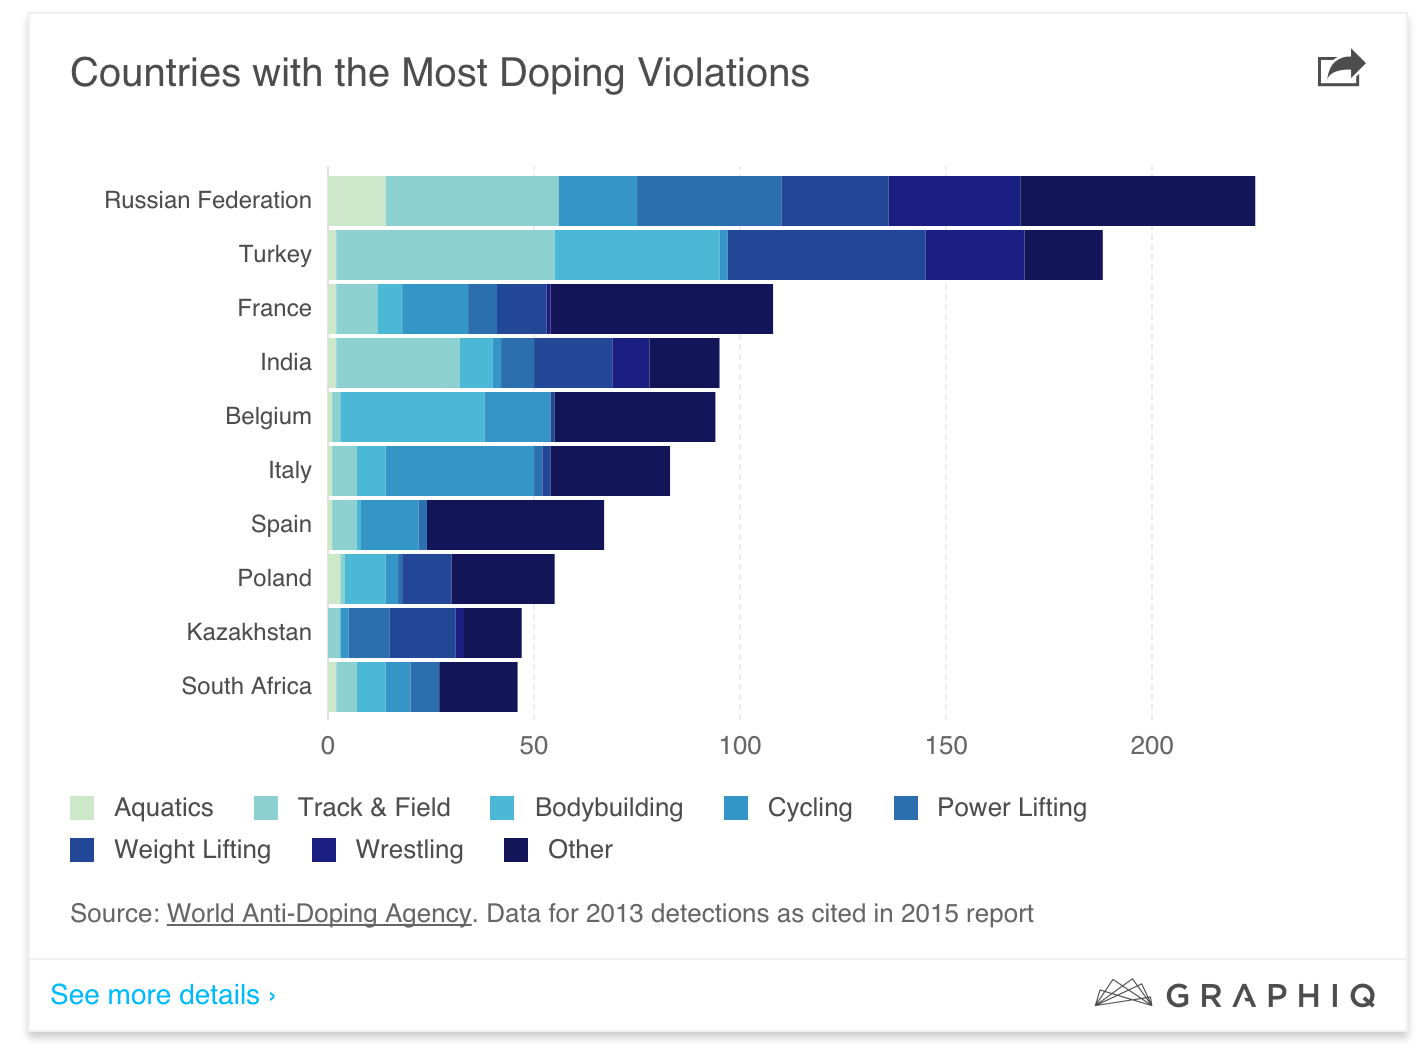 Countries with the Most Doping Violations
Russian Federation
Turkey
France
India
Belgium
Italy
Spain
Poland
Kazakhstan
South Africa
0 50 100 150 200
Aquatics Track & Field Bodybuilding Cycling Power Lifting
Weight Lifting Wrestling Other
Source: World Anti-Doping Agency. Data for 2013 detections as cited in 2015 report
See more details ›
GRAPHIQ